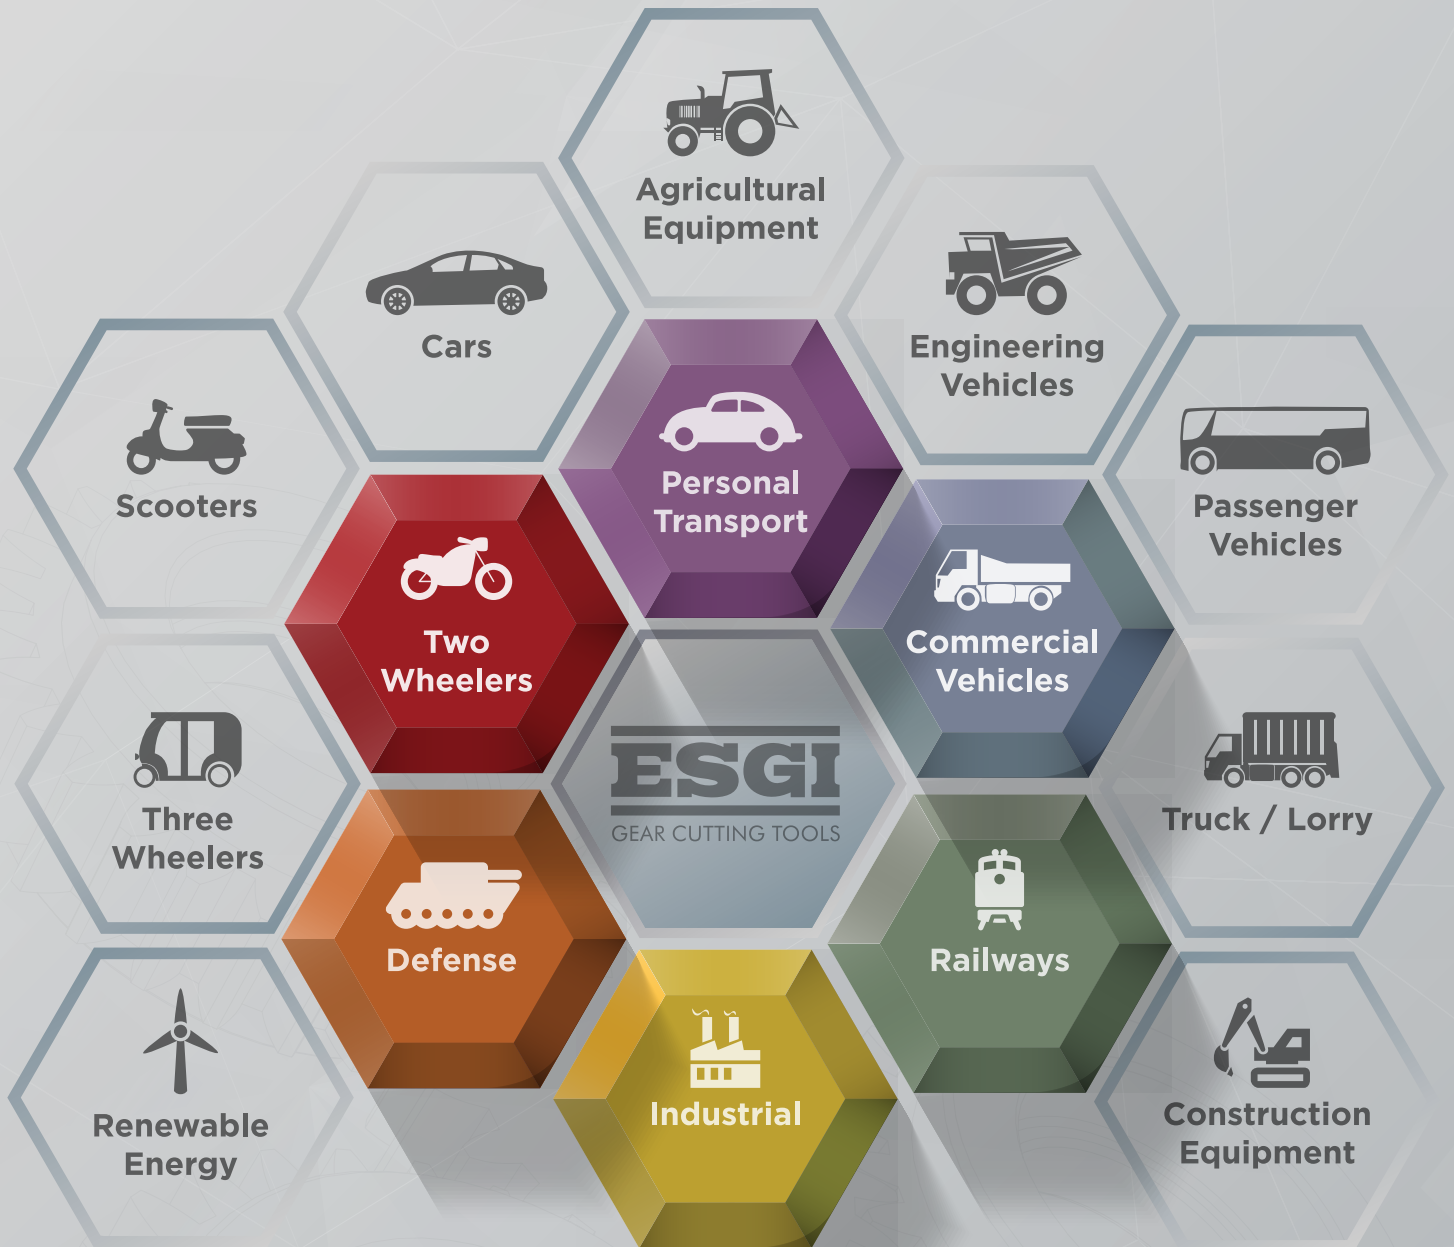 Agricultural
Equipment
Cars
Engineering
Vehicles
Scooters
Personal
Transport
Passenger
Vehicles
Two
Wheelers
Commercial
Vehicles
ESGI
GEAR CUTTING TOOLS
Three
Wheelers
Truck / Lorry
Defense
Railways
Renewable
Energy
Industrial
Construction
Equipment